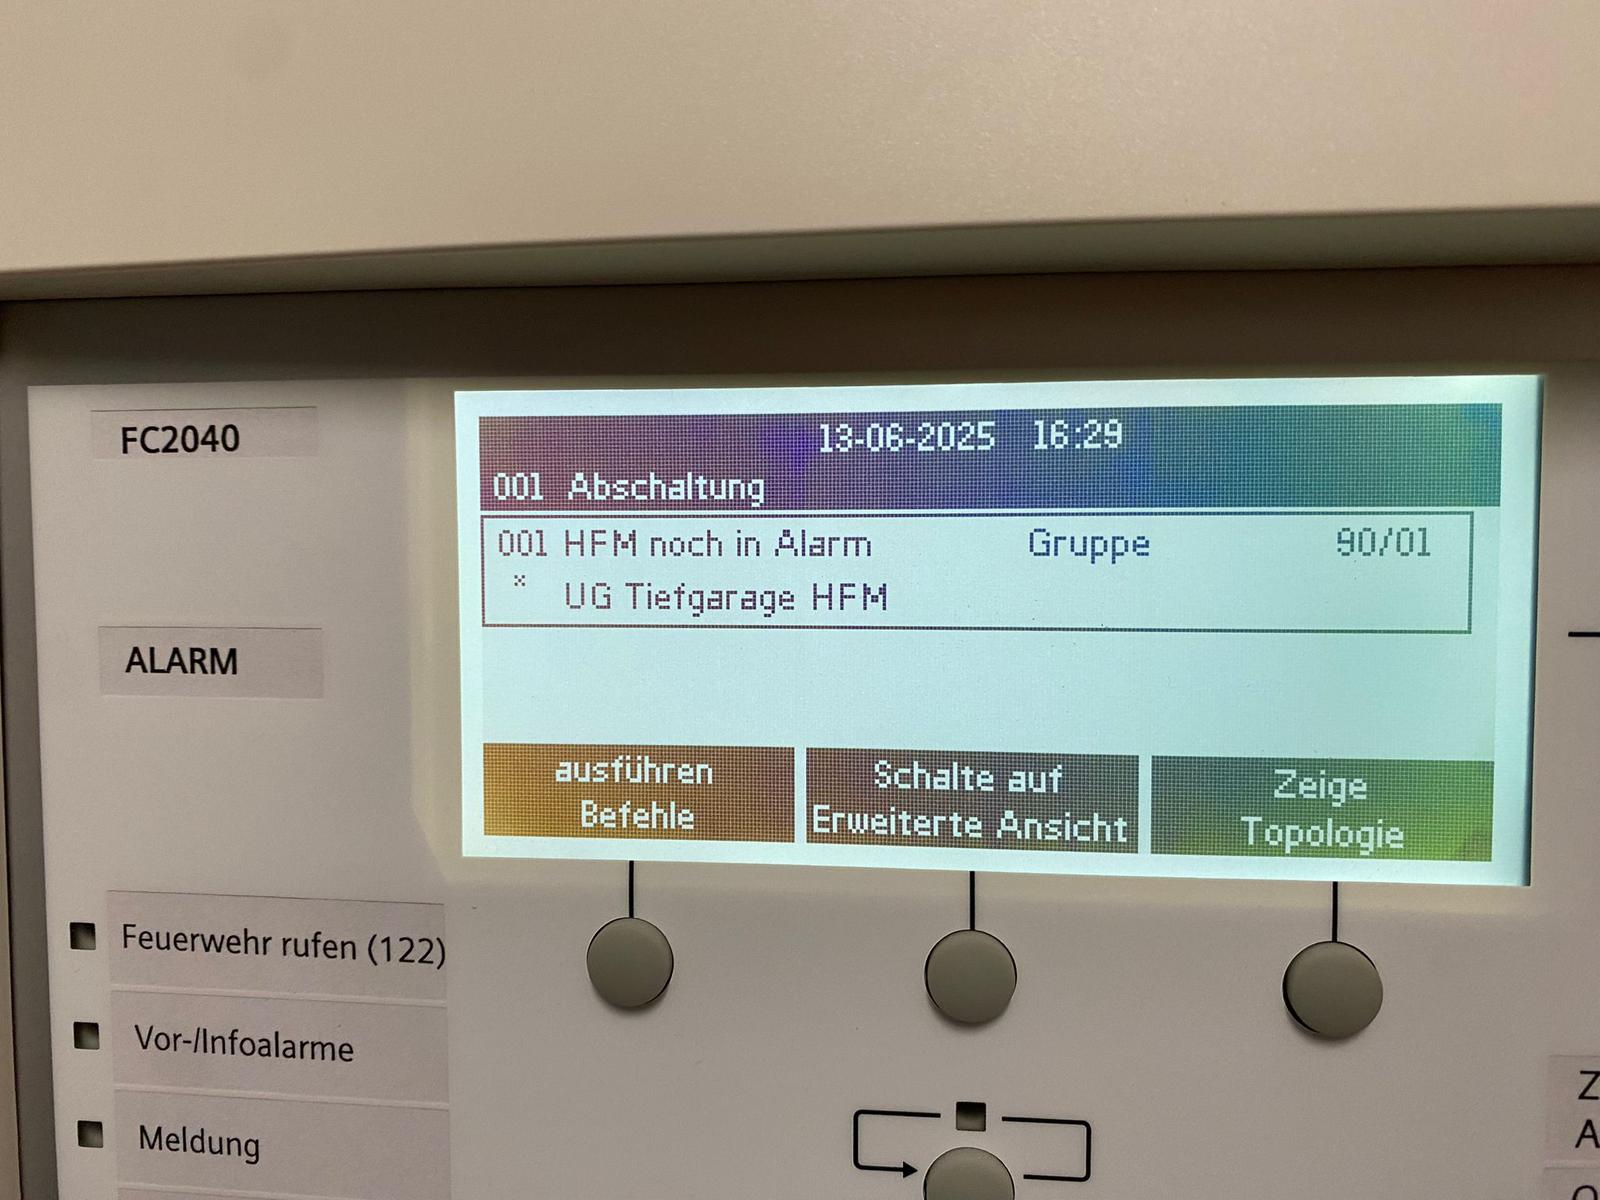 FC2040
13-06-2025 16:29
001 Abschaltung
001 HFM noch in Alarm Gruppe 90/01
× UG Tiefgarage HFM
ALARM
ausführen
Befehle
Schalte auf
Erweiterte Ansicht
Zeige
Topologie
Feuerwehr rufen (122)
Vor-/Infoalarme
Meldung